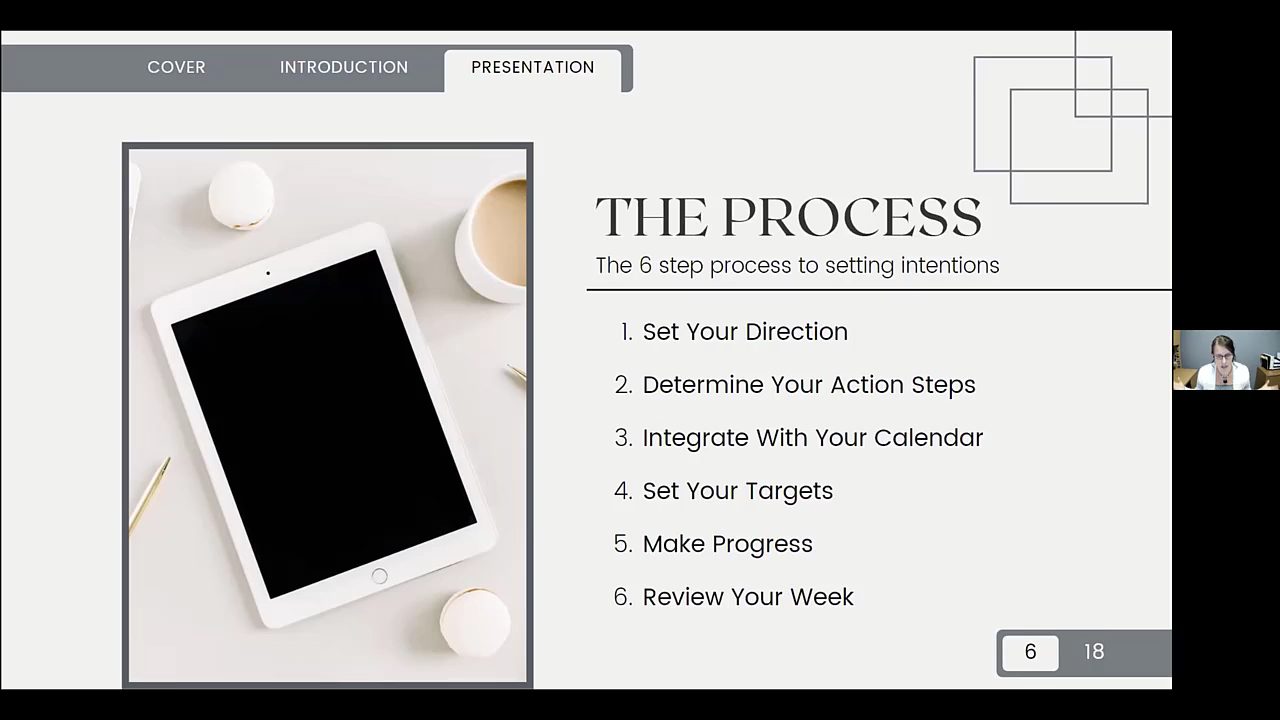 COVER
INTRODUCTION
PRESENTATION
THE PROCESS
The 6 step process to setting intentions
1. Set Your Direction
2. Determine Your Action Steps
3. Integrate With Your Calendar
4. Set Your Targets
5. Make Progress
6. Review Your Week
6
18